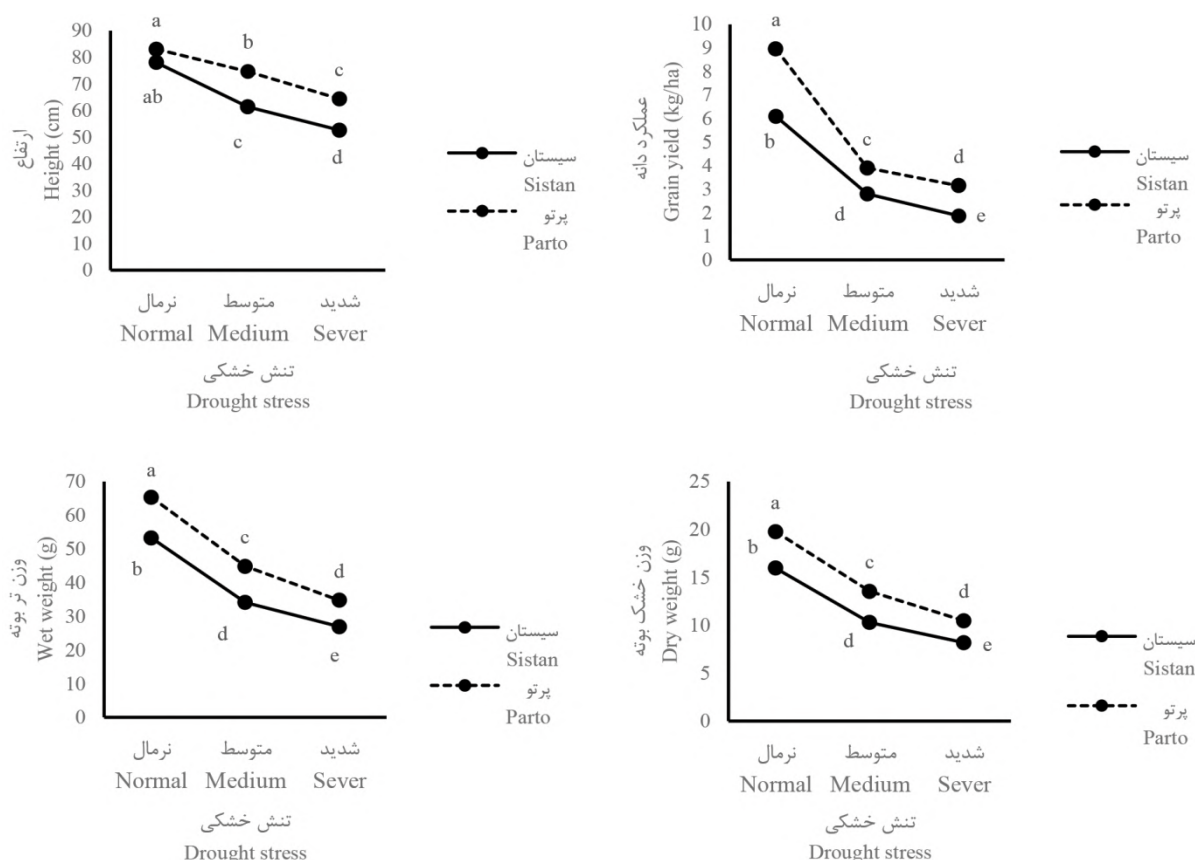 ارتفاع
Height (cm)
90
80
70
60
50
40
30
20
10
0
a
b
c
ab
c
d
سیستان
Sistan
پرتو
Parto
نرمال
متوسط
شدید
Normal
Medium
Sever
تنش خشکی
Drought stress
عملکرد دانه
Grain yield (kg/ha)
10
9
8
7
6
5
4
3
2
1
0
a
b
c
d
d
e
سیستان
Sistan
پرتو
Parto
نرمال
متوسط
شدید
Normal
Medium
Sever
تنش خشکی
Drought stress
وزن تر بوته
Wet weight (g)
70
60
50
40
30
20
10
0
a
b
c
d
d
e
سیستان
Sistan
پرتو
Parto
نرمال
متوسط
شدید
Normal
Medium
Sever
تنش خشکی
Drought stress
وزن خشک بوته
Dry weight (g)
25
20
15
10
5
0
a
b
c
d
d
e
سیستان
Sistan
پرتو
Parto
نرمال
متوسط
شدید
Normal
Medium
Sever
تنش خشکی
Drought stress